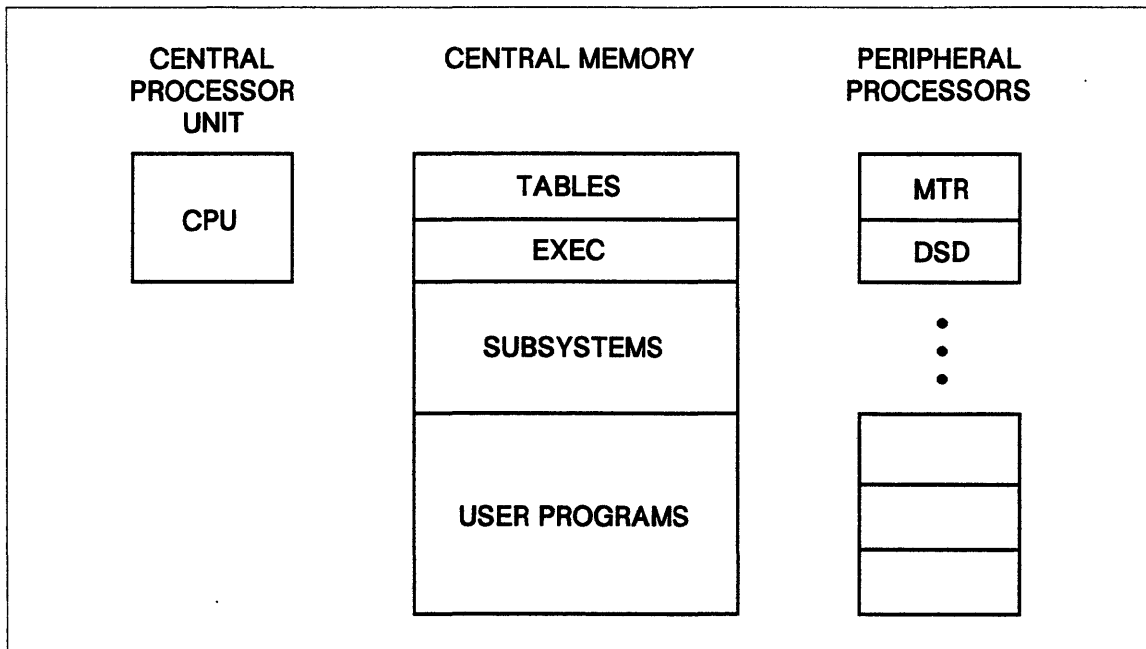 CENTRAL
PROCESSOR
UNIT
CPU
CENTRAL MEMORY
TABLES
EXEC
SUBSYSTEMS
USER PROGRAMS
PERIPHERAL
PROCESSORS
MTR
DSD